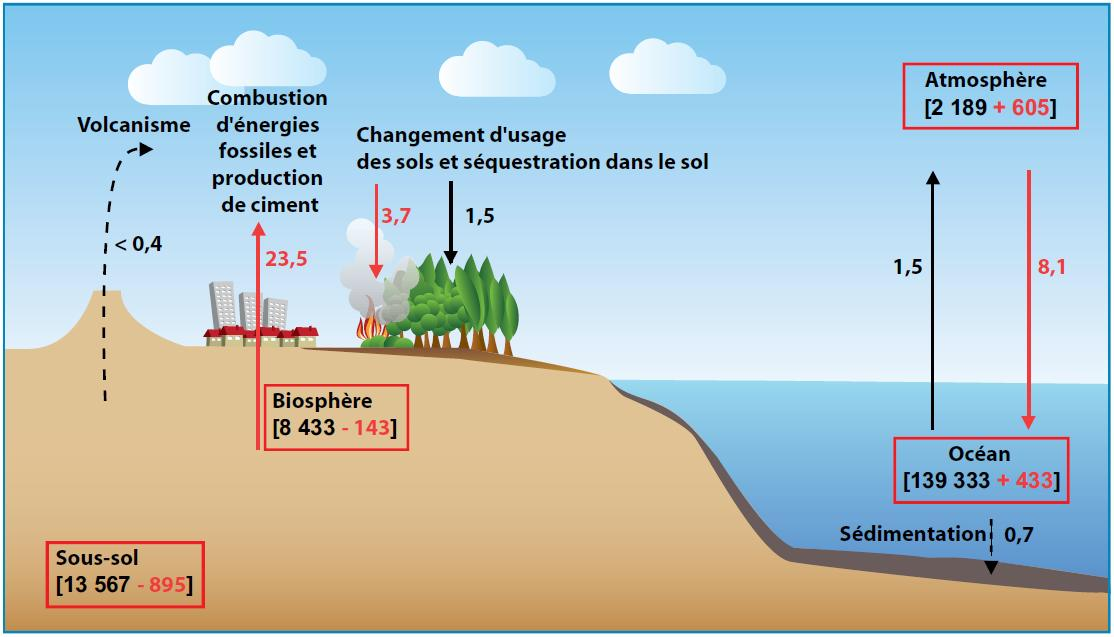 Volcanisme
< 0,4
Combustion
d'énergies
fossiles et
production
de ciment
23,5
Changement d'usage
des sols et séquestration dans le sol
3,7
1,5
Atmosphère
[2 189 + 605]
1,5
8,1
Biosphère
[8 433 - 143]
Océan
[139 333 + 433]
Sédimentation
0,7
Sous-sol
[13 567 - 895]